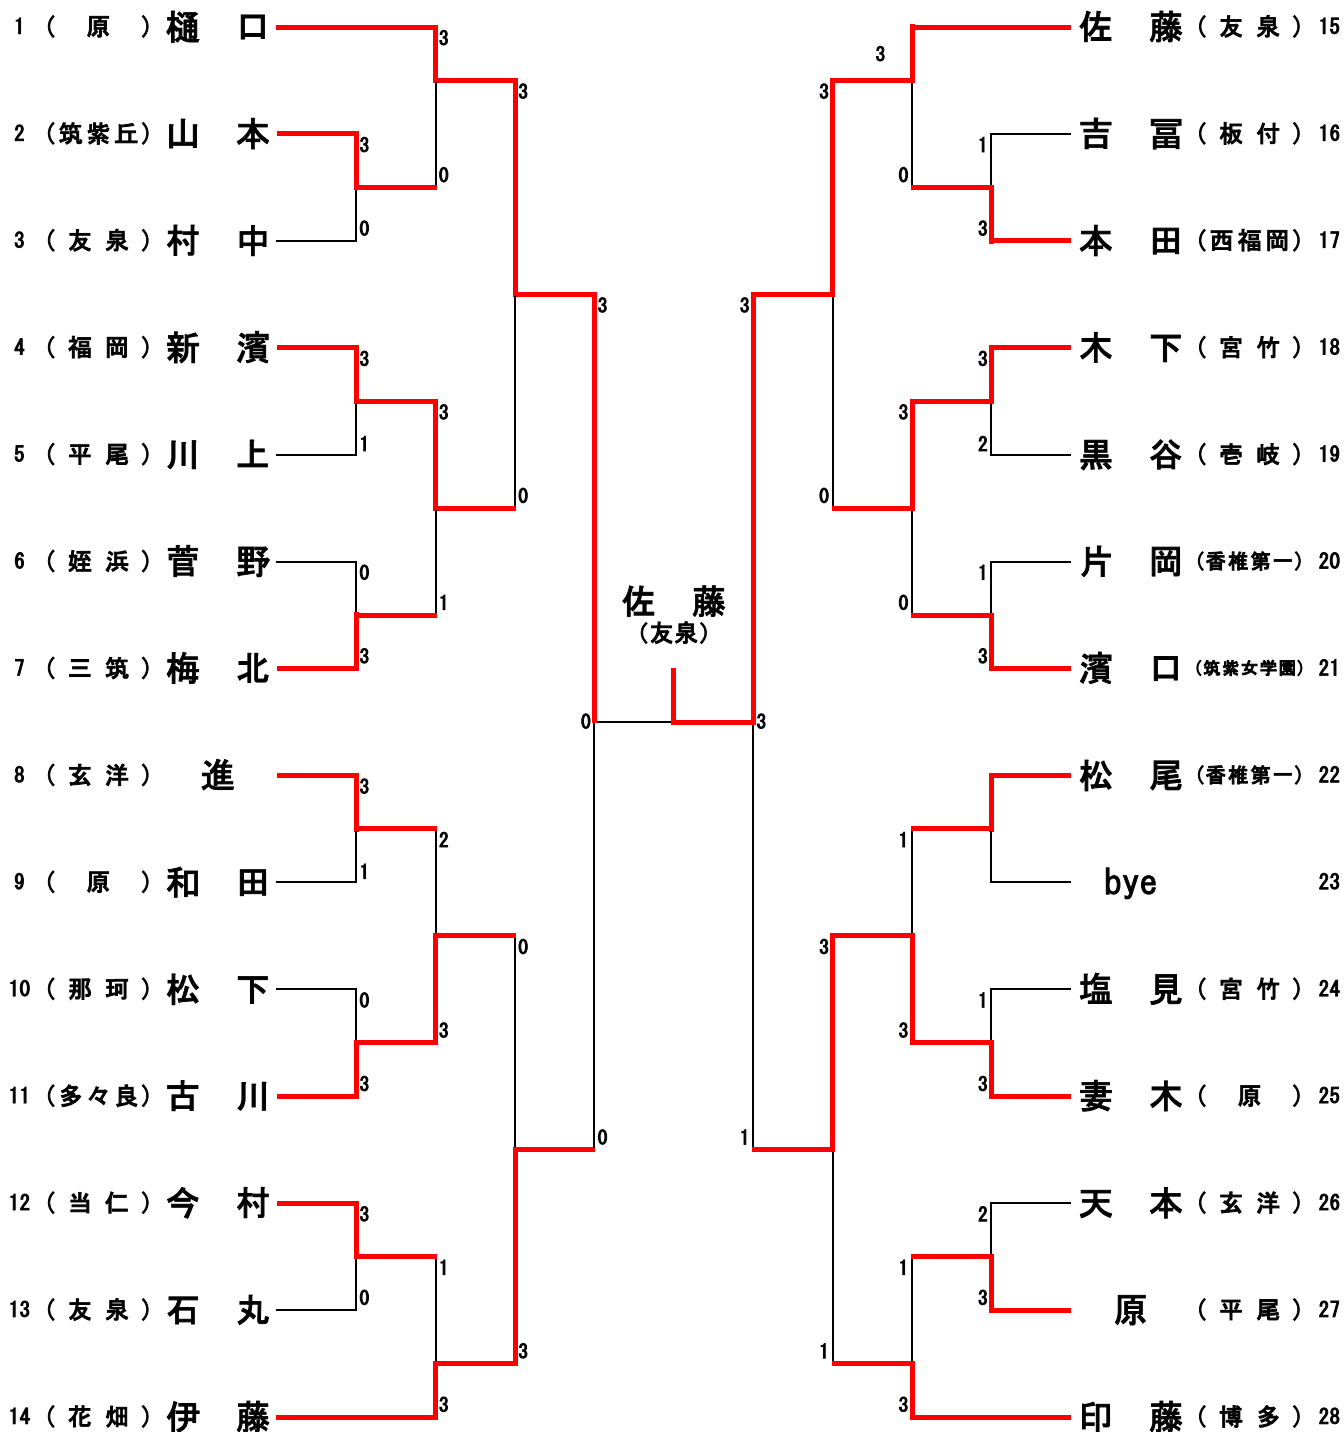 1 （ 原 ） 樋 口
2 （筑紫丘） 山 本
3 （ 友 泉 ） 村 中
4 （ 福 岡 ） 新 濱
5 （ 平 尾 ） 川 上
6 （ 姪 浜 ） 菅 野
7 （ 三 筑 ） 梅 北
8 （ 玄 洋 ） 進
9 （ 原 ） 和 田
10 （ 那 珂 ） 松 下
11 （多々良） 古 川
12 （ 当 仁 ） 今 村
13 （ 友 泉 ） 石 丸
14 （ 花 畑 ） 伊 藤
3
0
3
0
3
1
0
3
3
1
0
3
3
0
3
0
3
1
2
3
1
3
3
0
0
3
3
0
0
佐 藤
（友泉）
3
3
1
3
0
3
1
3
0
3
0
1
3
1
3
1
3
3
2
1
3
1
3
2
3
佐 藤 （ 友 泉 ） 15
吉 冨 （ 板 付 ） 16
本 田 （西福岡） 17
木 下 （ 宮 竹 ） 18
黒 谷 （ 壱 岐 ） 19
片 岡 （香椎第一） 20
濱 口 （筑紫女学園） 21
松 尾 （香椎第一） 22
bye 23
塩 見 （ 宮 竹 ） 24
妻 木 （ 原 ） 25
天 本 （ 玄 洋 ） 26
原 （ 平 尾 ） 27
印 藤 （ 博 多 ） 28